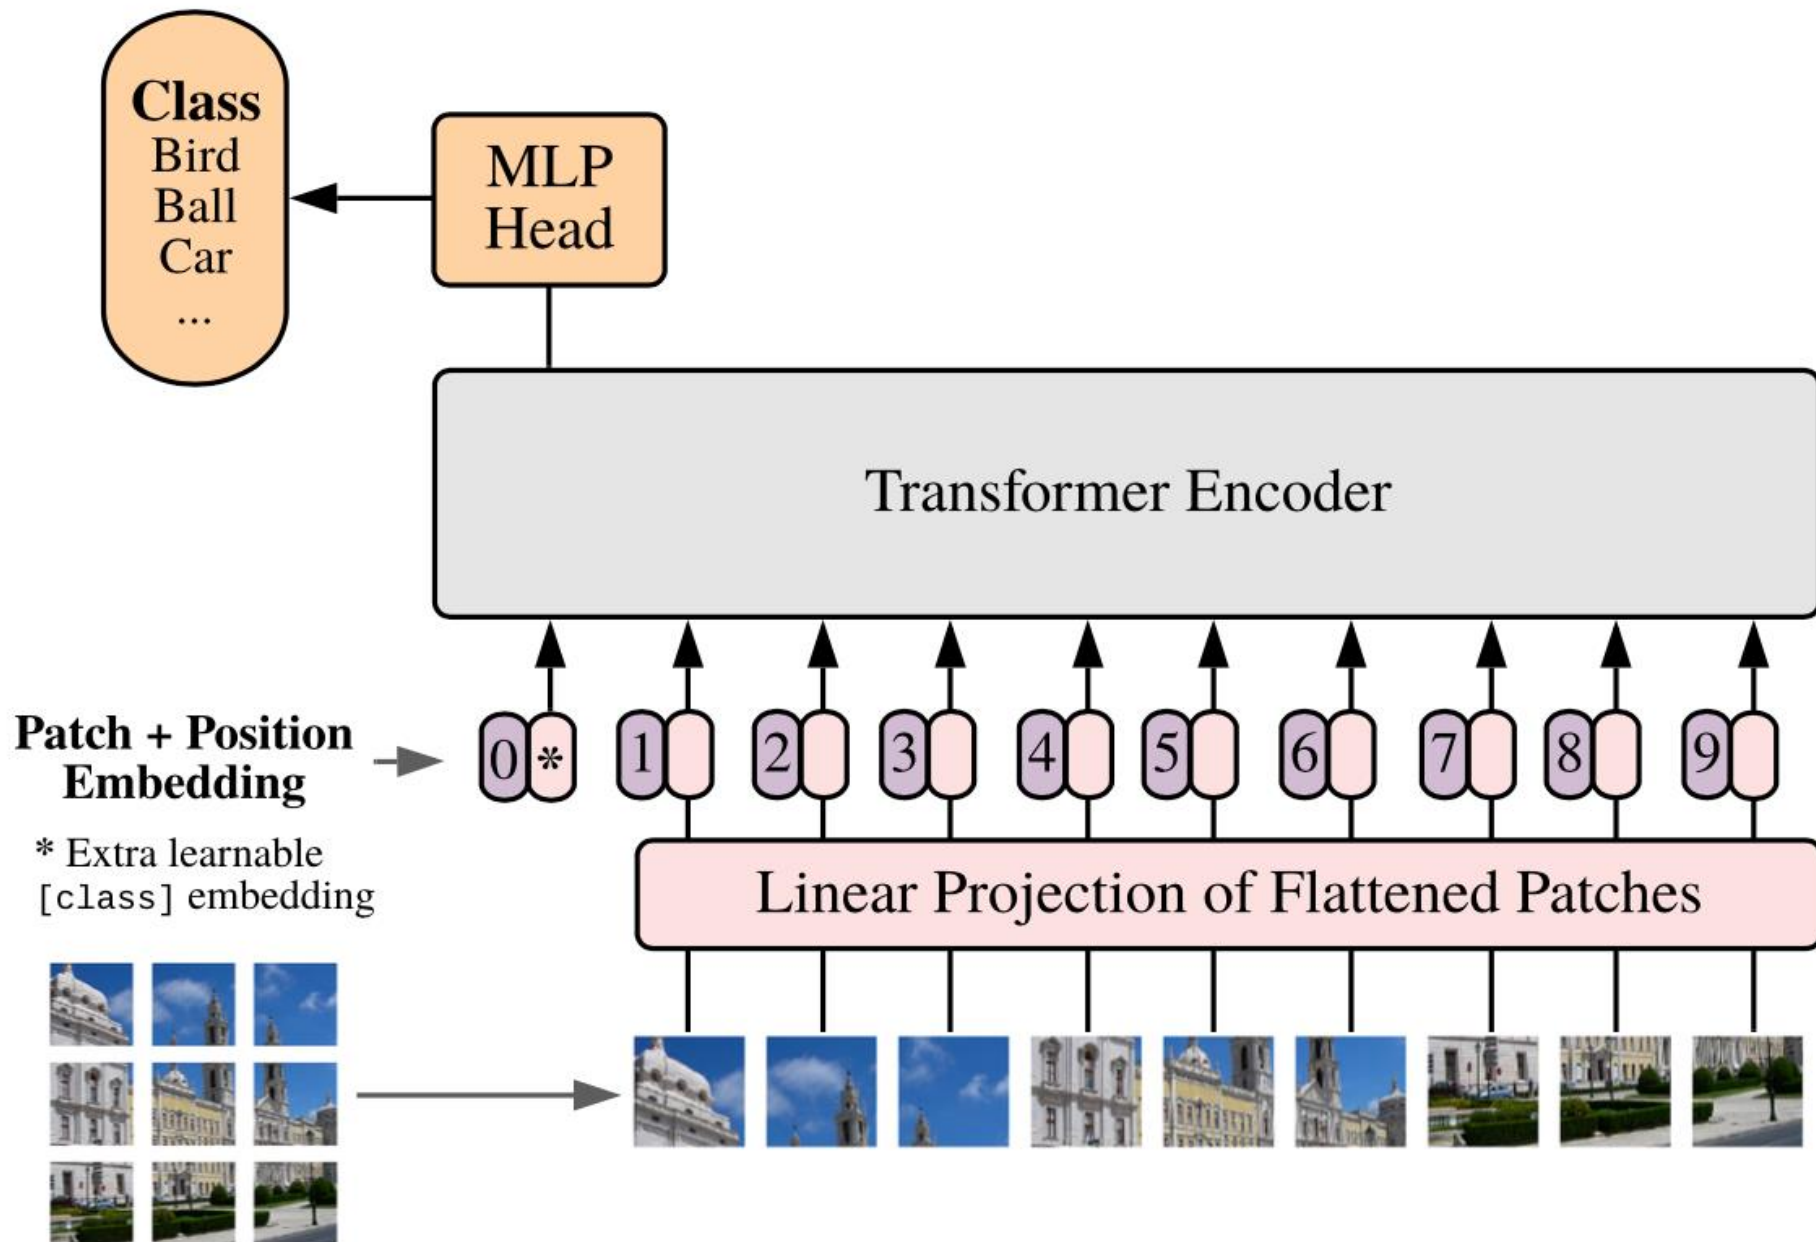 Class
Bird
Ball
Car
...
MLP
Head
Transformer Encoder
Patch + Position
Embedding
0 * 1 2 3 4 5 6 7 8 9
* Extra learnable
[class] embedding
Linear Projection of Flattened Patches